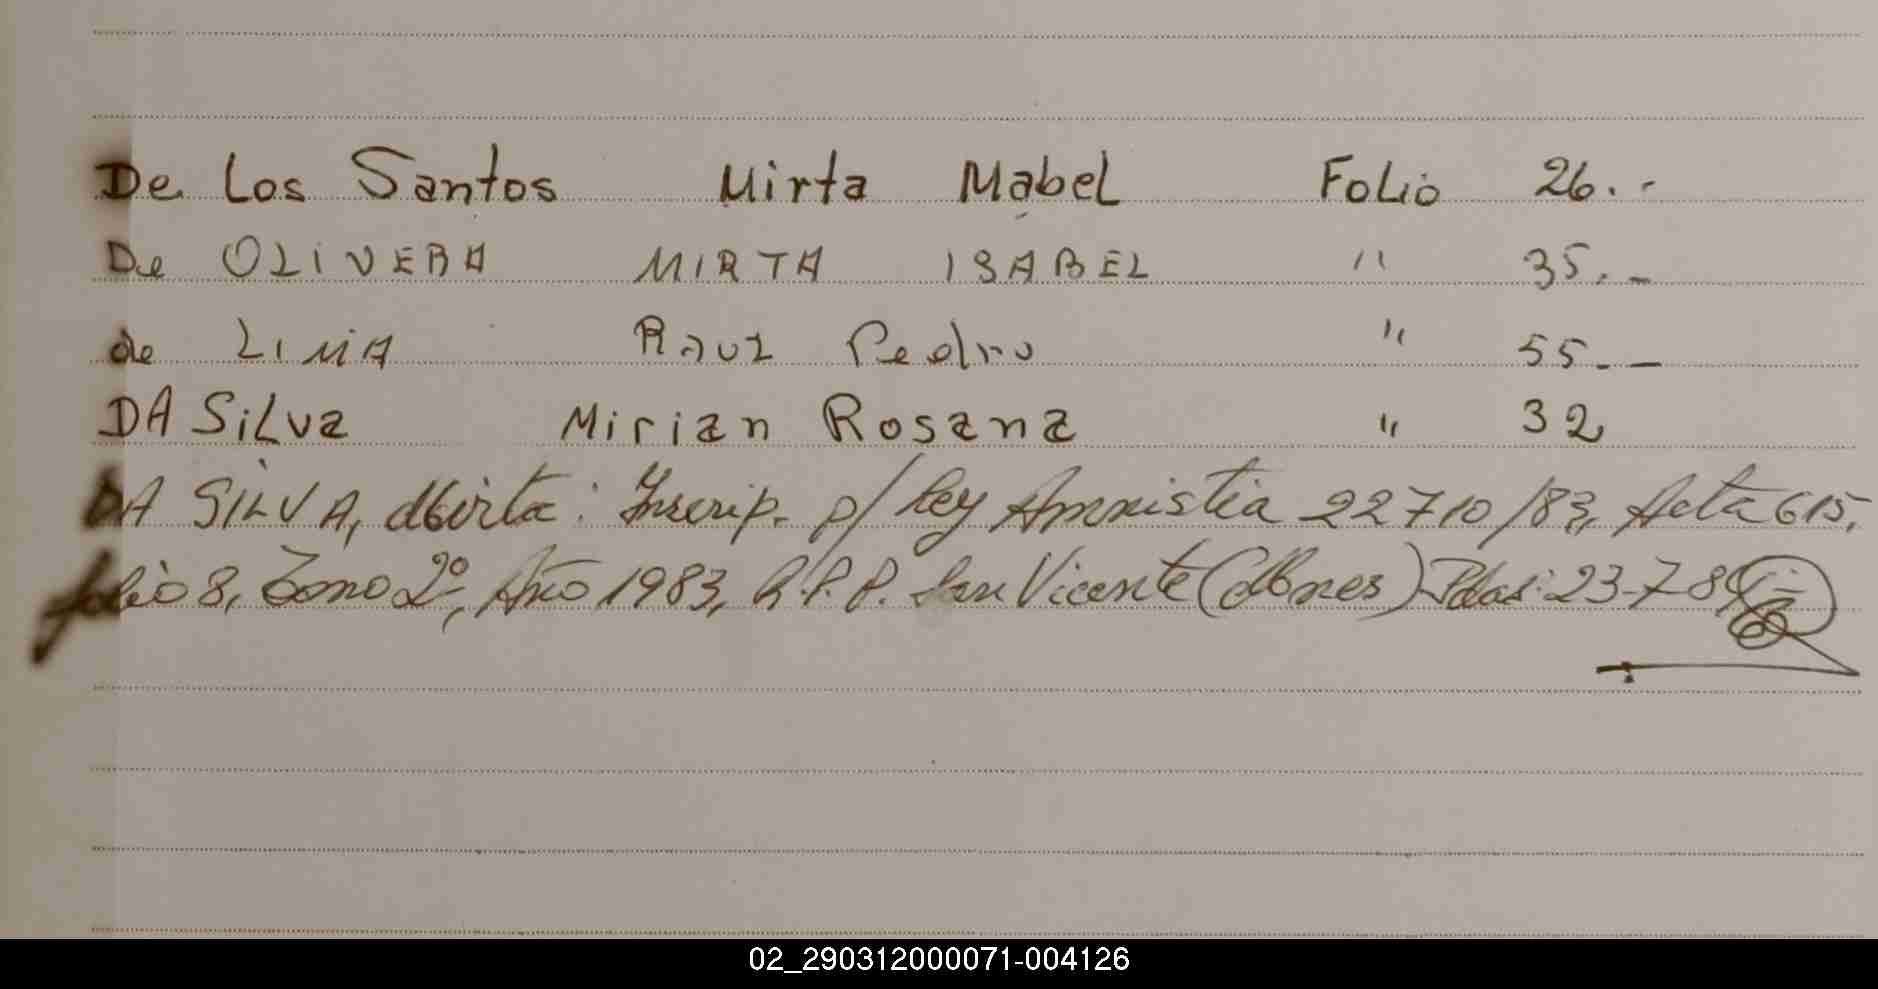 De Los Santos Mirta Mabel Folio 26.-
De OLIVERA MIRTA ISABEL " 35.-
de LIMA Raul Pedro " 55.-
DA SiLva Mirian Rosana " 32
DA SILVA, Mirta: Inscrip. p/ Ley Amnistia 22710/83, Acta 615,
folio 8, Tomo 2º, Año 1983, R.P.P. San Vicente (Mnes) Pdas: 23-7-84
02_290312000071-004126